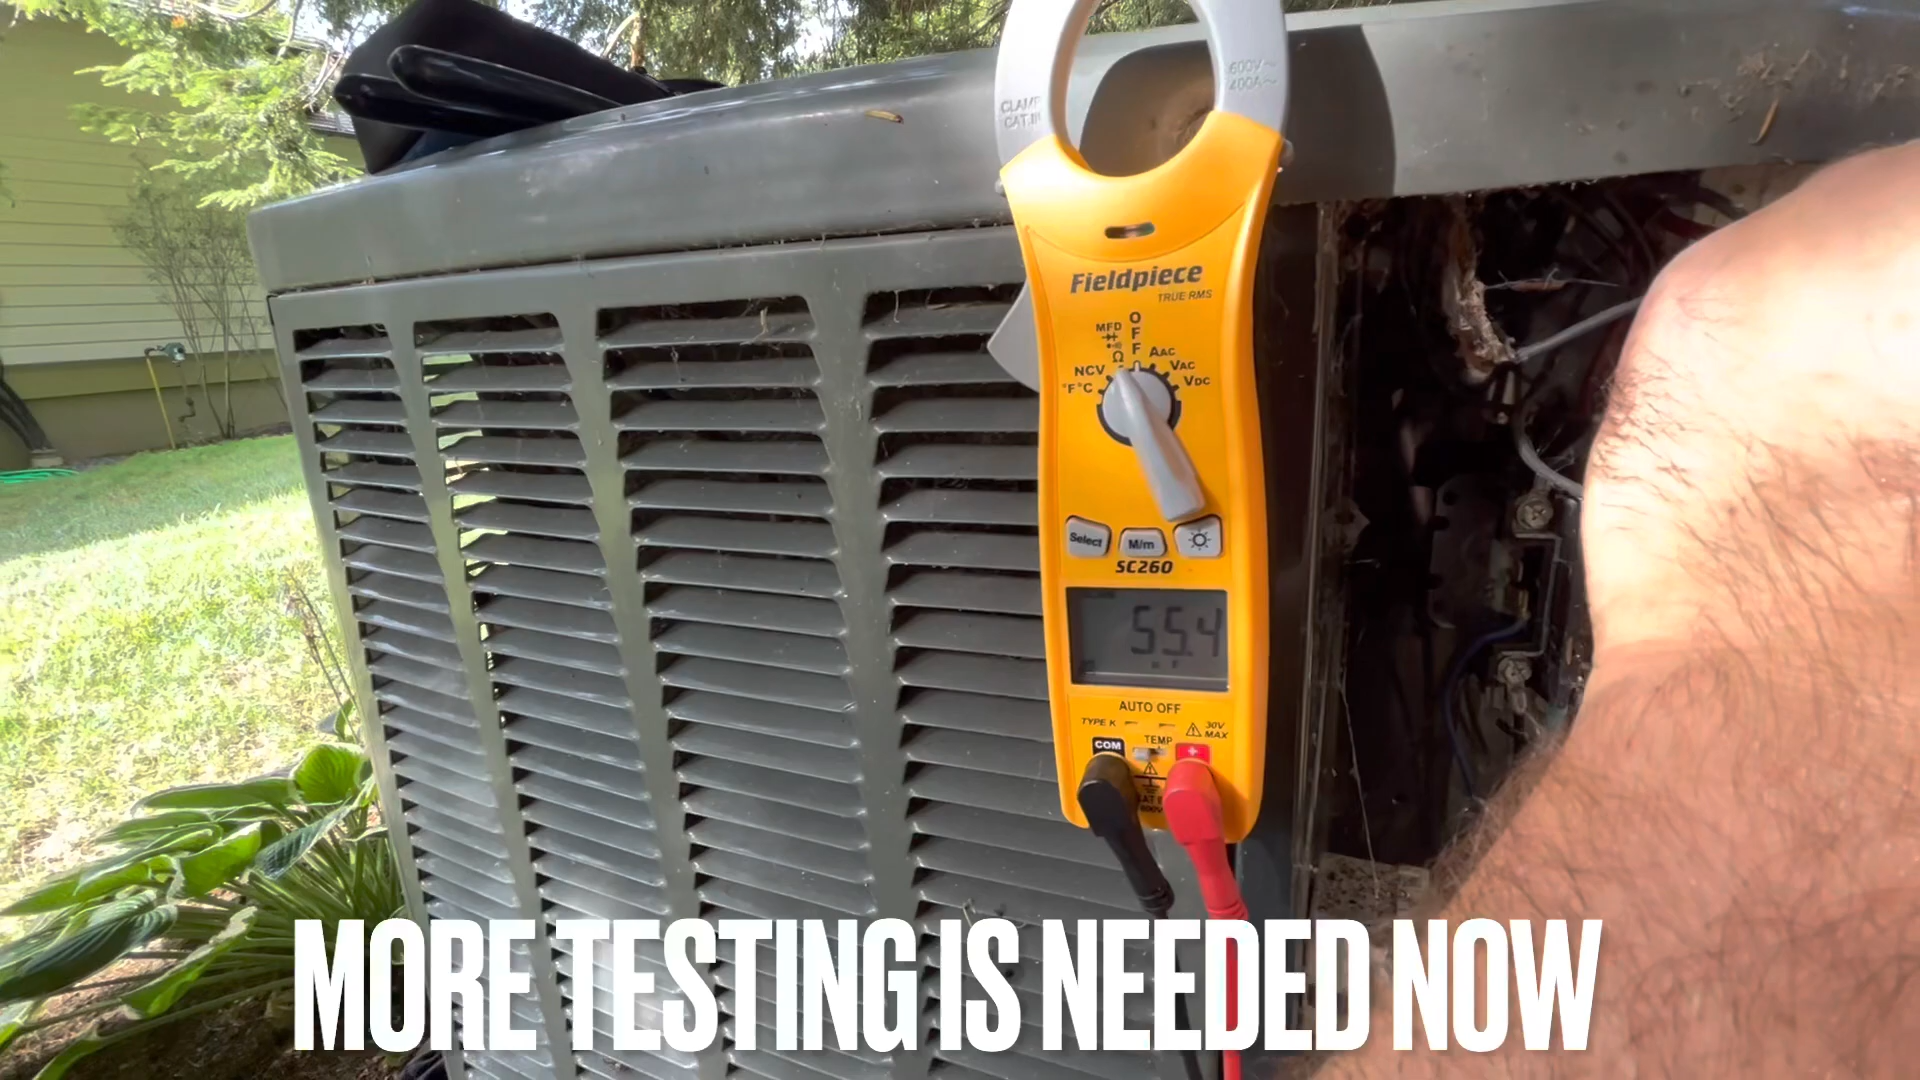 600V~
400A~
CLAMP
CAT.III
Fieldpiece
TRUE RMS
OFF
MFD
Ω
AAC
NCV
VAC
°F°C
VDC
Select
M/m
SC260
55.4
AUTO OFF
TYPE K
30V
MAX
COM
TEMP
+
MORE TESTING IS NEEDED NOW